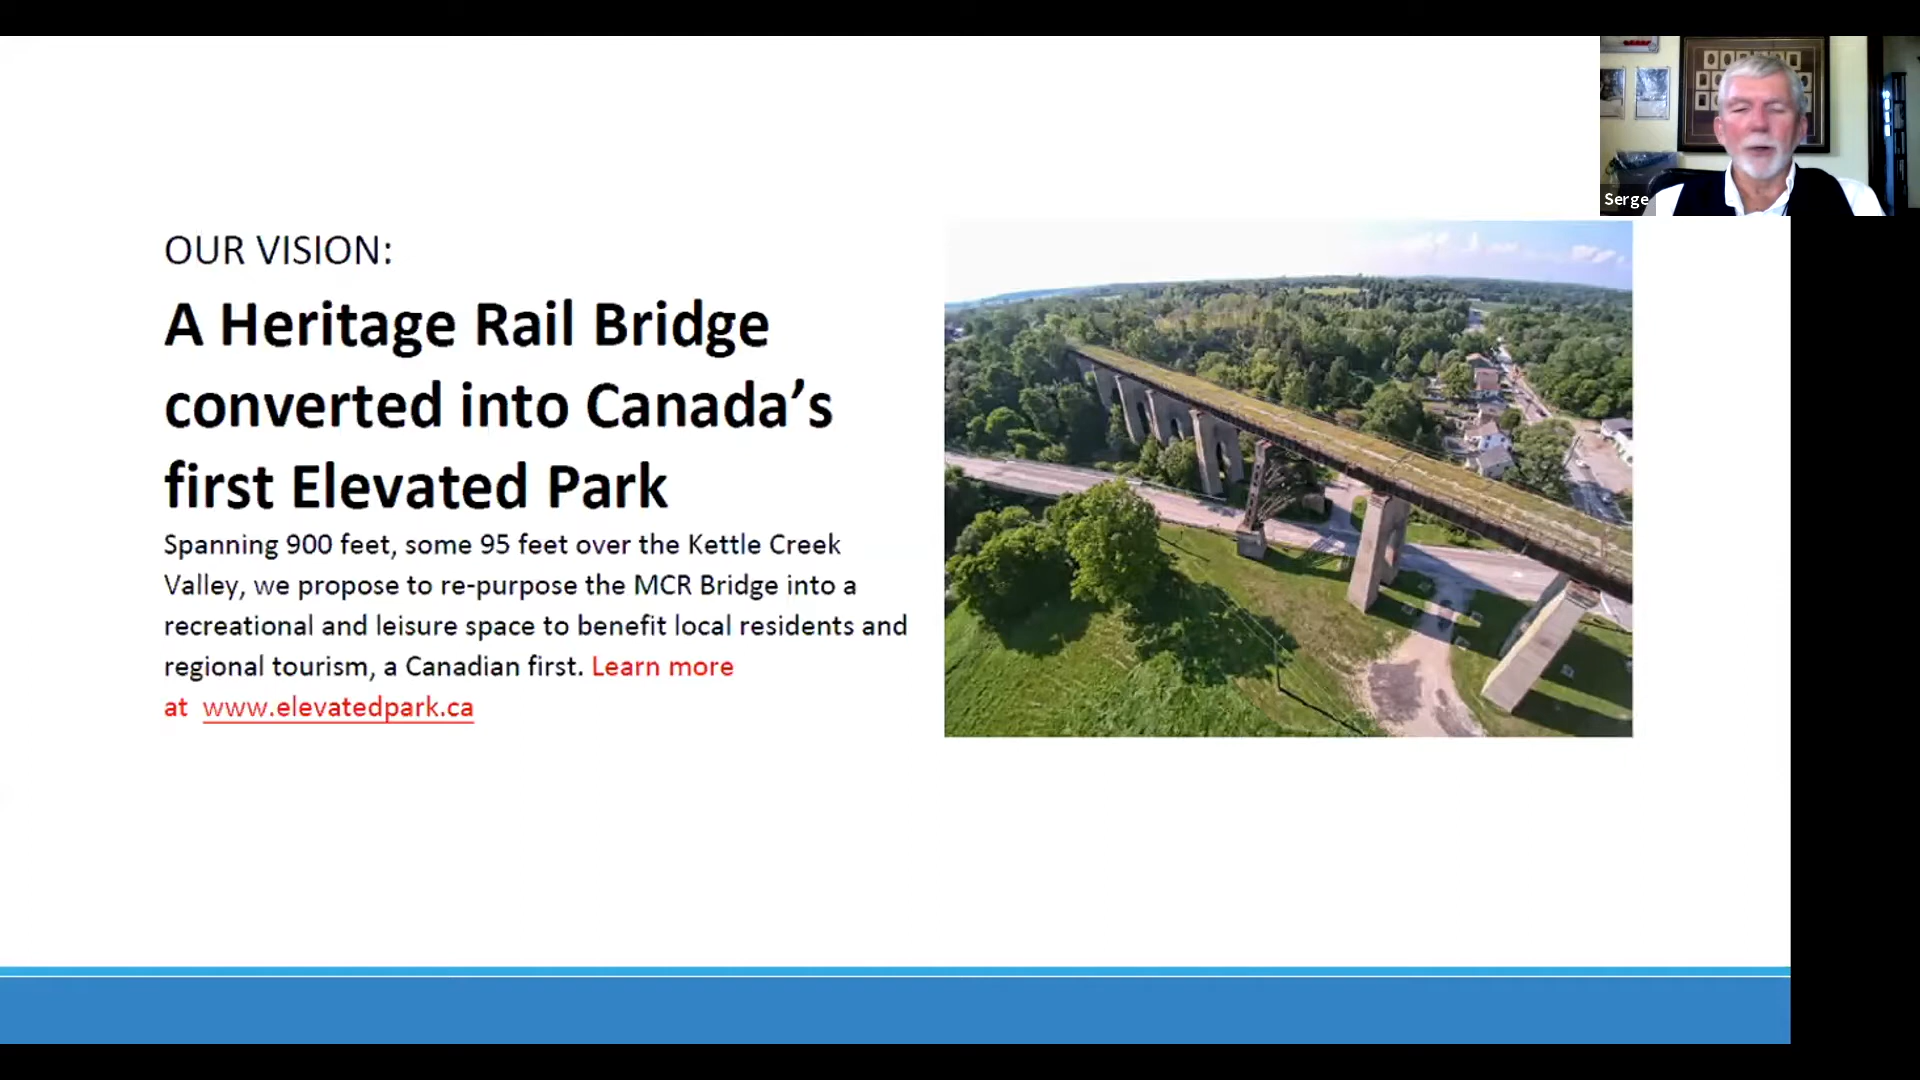 Serge
OUR VISION:
A Heritage Rail Bridge
converted into Canada’s
first Elevated Park
Spanning 900 feet, some 95 feet over the Kettle Creek
Valley, we propose to re-purpose the MCR Bridge into a
recreational and leisure space to benefit local residents and
regional tourism, a Canadian first. Learn more
at www.elevatedpark.ca